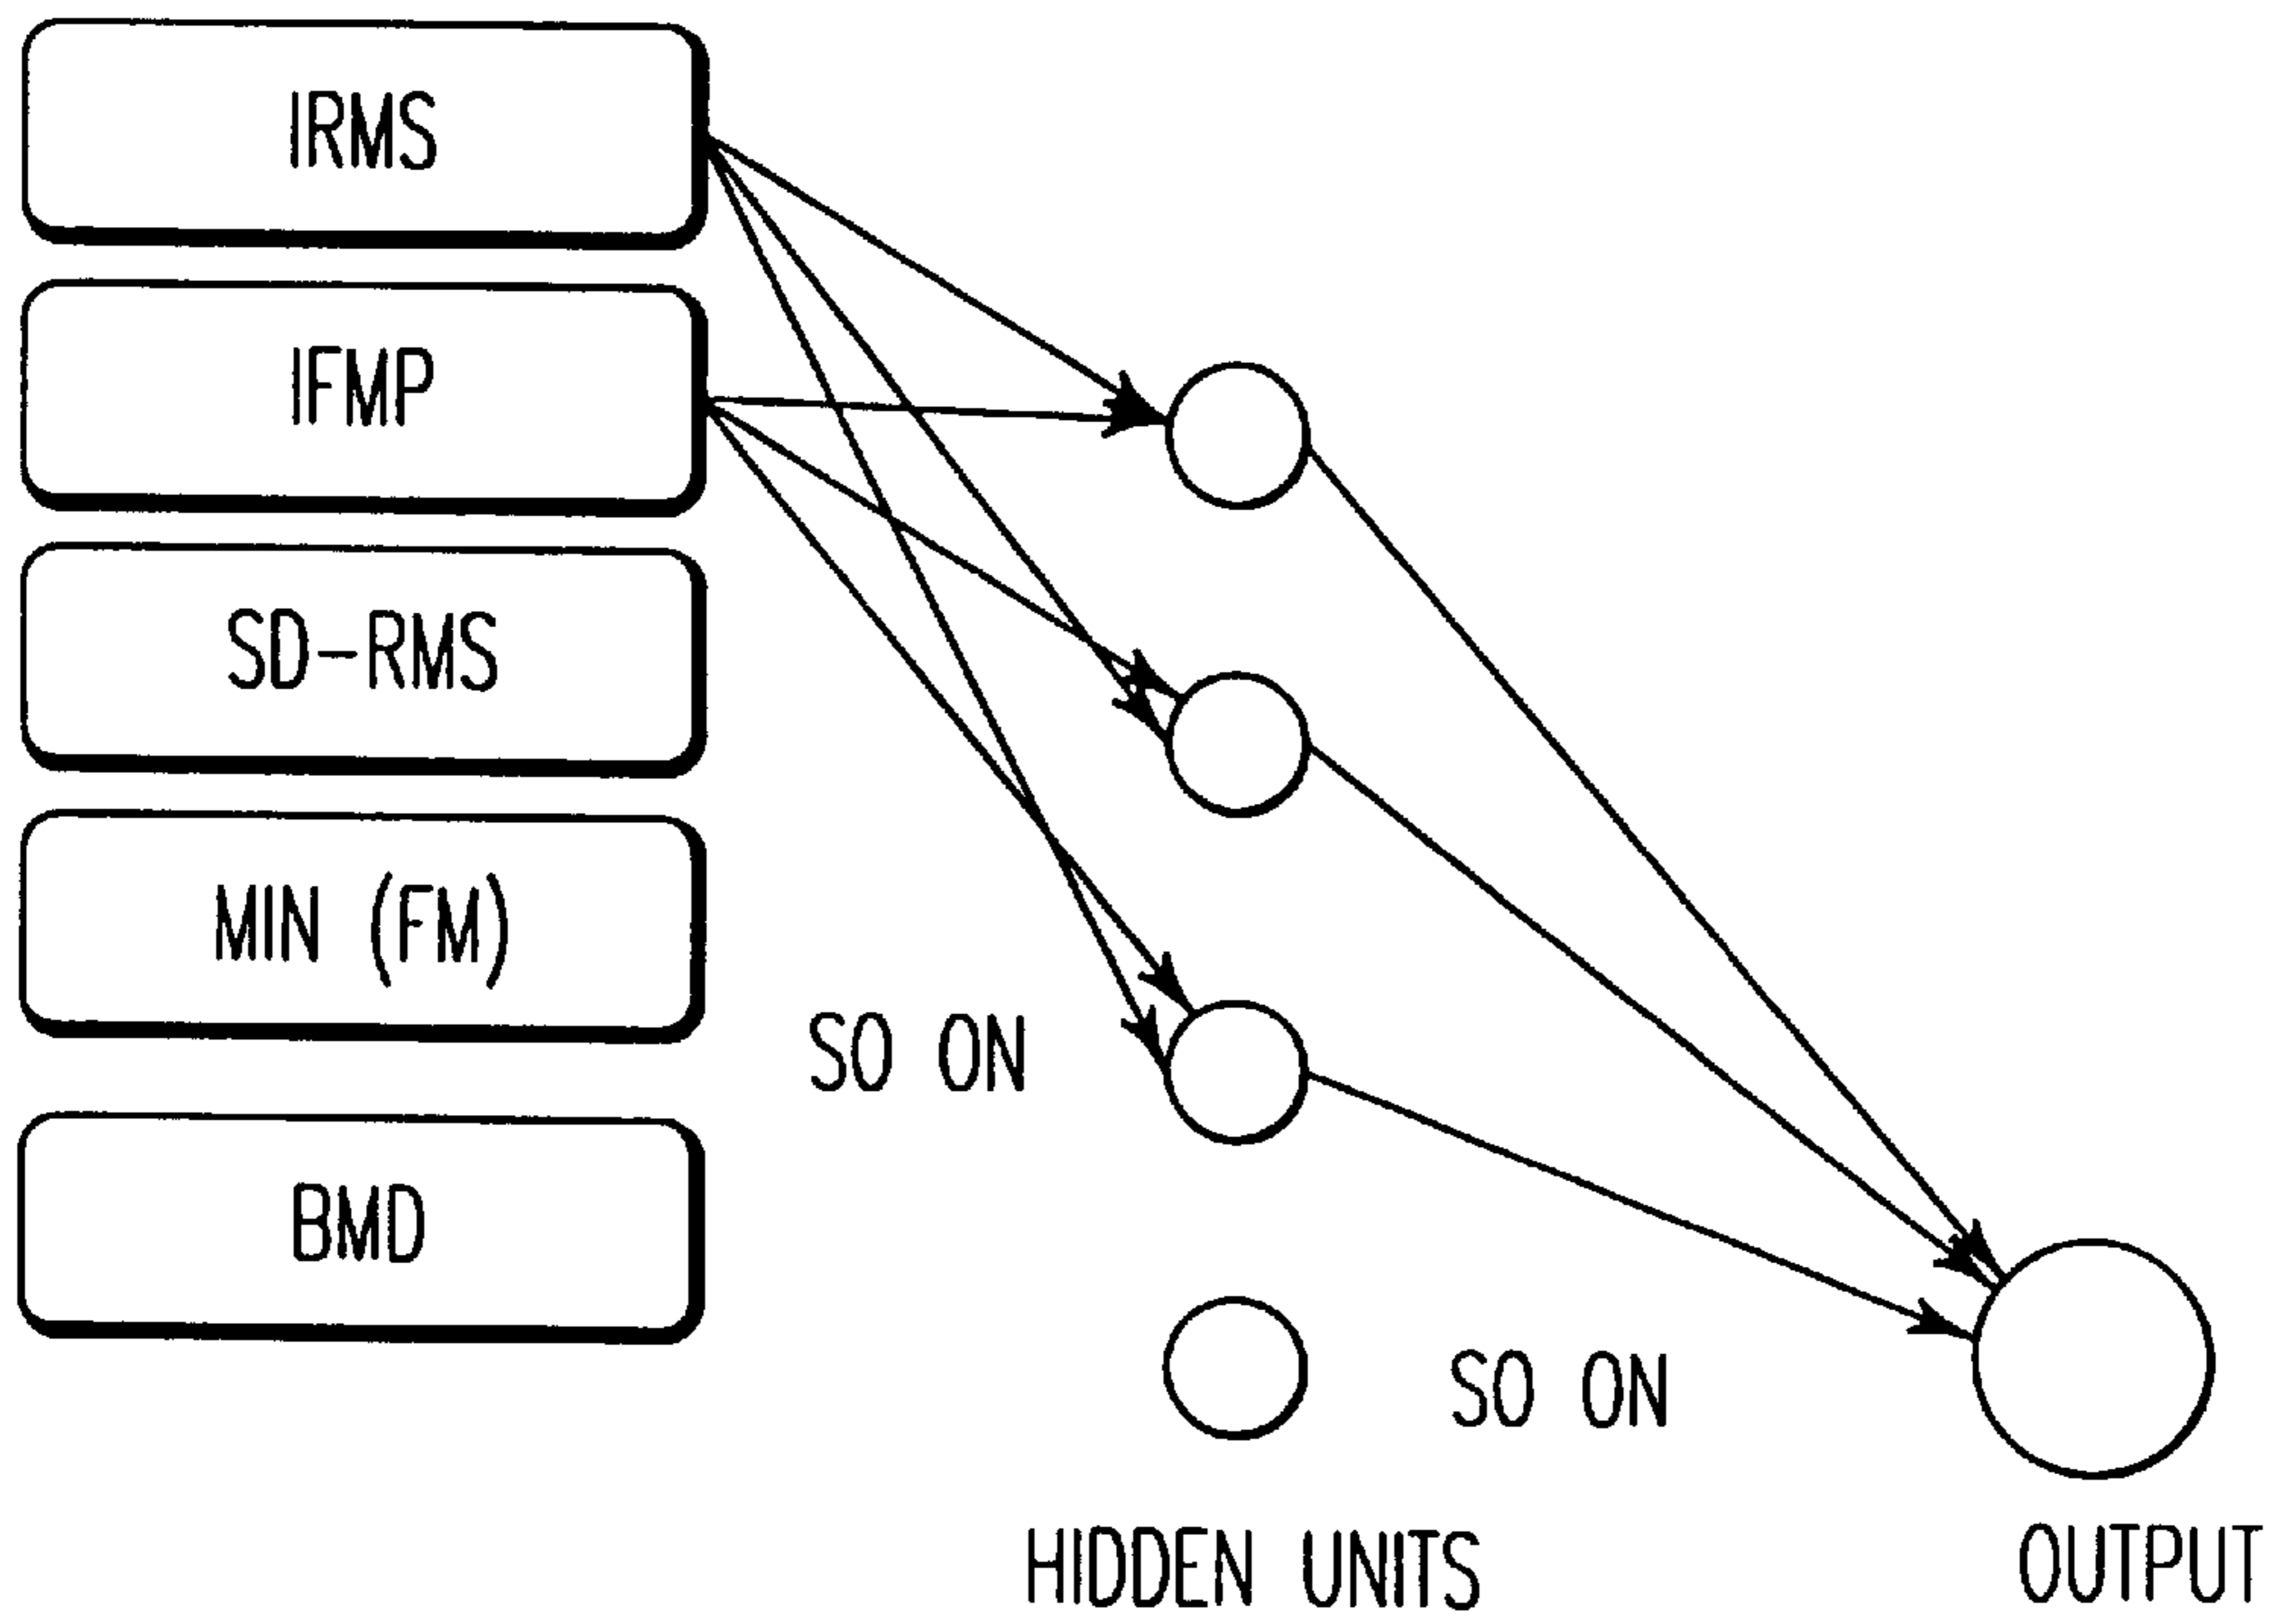 IRMS
IFMP
SD-RMS
MIN (FM)
SO ON
BMD
SO ON
HIDDEN UNITS
OUTPUT